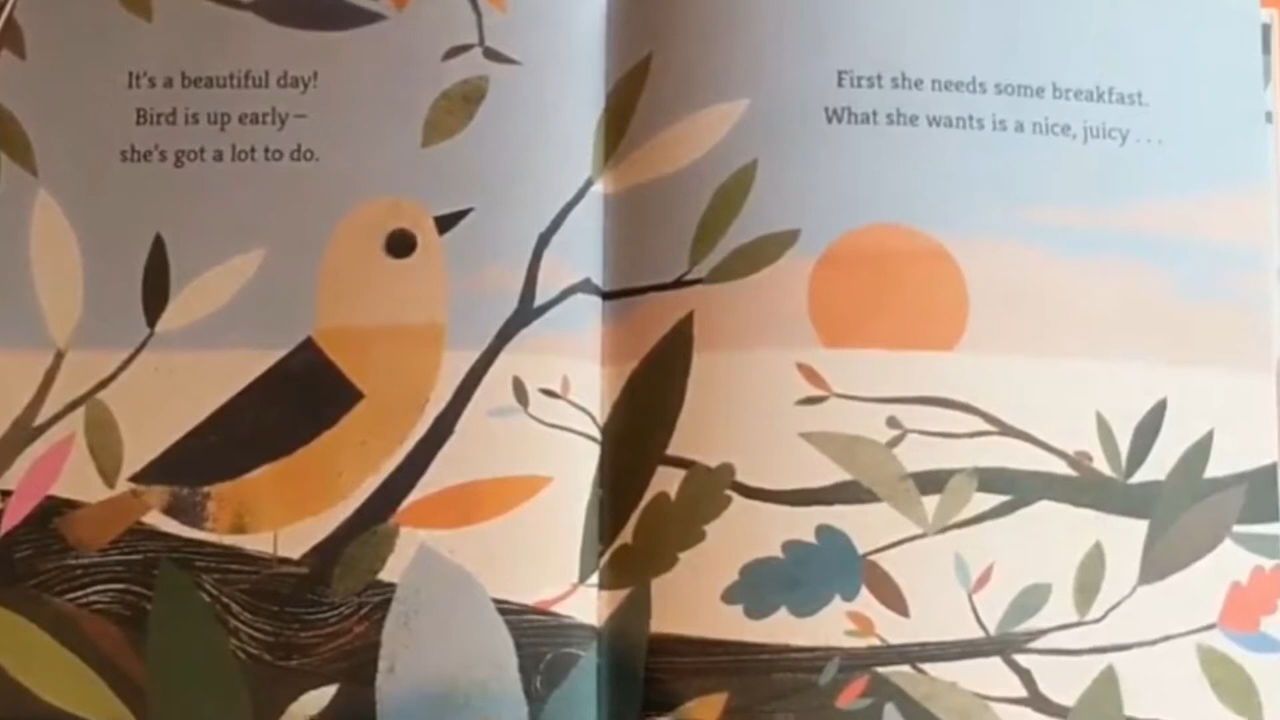 It's a beautiful day!
Bird is up early—
she's got a lot to do.
First she needs some breakfast.
What she wants is a nice, juicy . . .